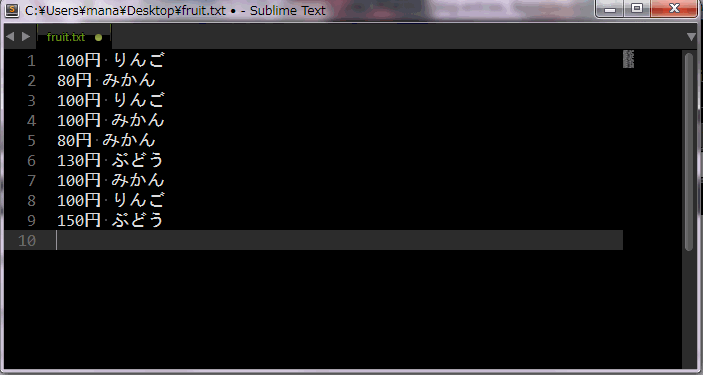 C:¥Users¥mana¥Desktop¥fruit.txt • - Sublime Text
fruit.txt
1 100円 りんご
2 80円 みかん
3 100円 りんご
4 100円 みかん
5 80円 みかん
6 130円 ぶどう
7 100円 みかん
8 100円 りんご
9 150円 ぶどう
10